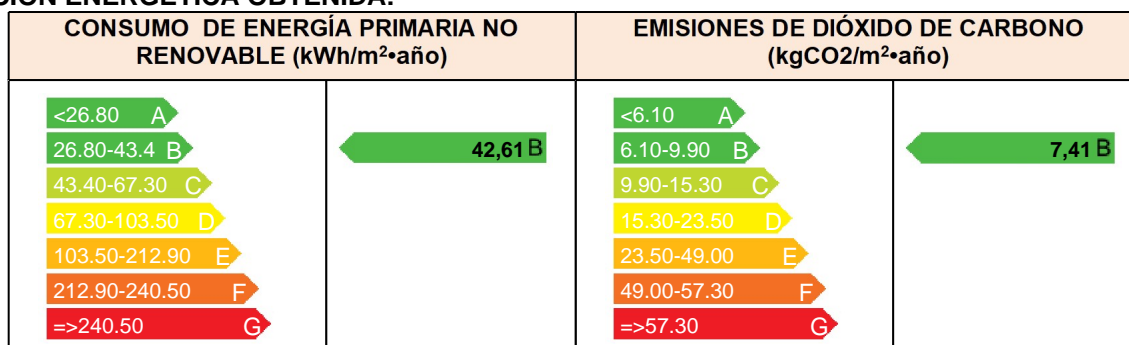 CONSUMO DE ENERGÍA PRIMARIA NO
RENOVABLE (kWh/m²•año)
<26.80 A
26.80-43.4 B
43.40-67.30 C
67.30-103.50 D
103.50-212.90 E
212.90-240.50 F
=>240.50 G
42,61 B
EMISIONES DE DIÓXIDO DE CARBONO
(kgCO2/m²•año)
<6.10 A
6.10-9.90 B
9.90-15.30 C
15.30-23.50 D
23.50-49.00 E
49.00-57.30 F
=>57.30 G
7,41 B